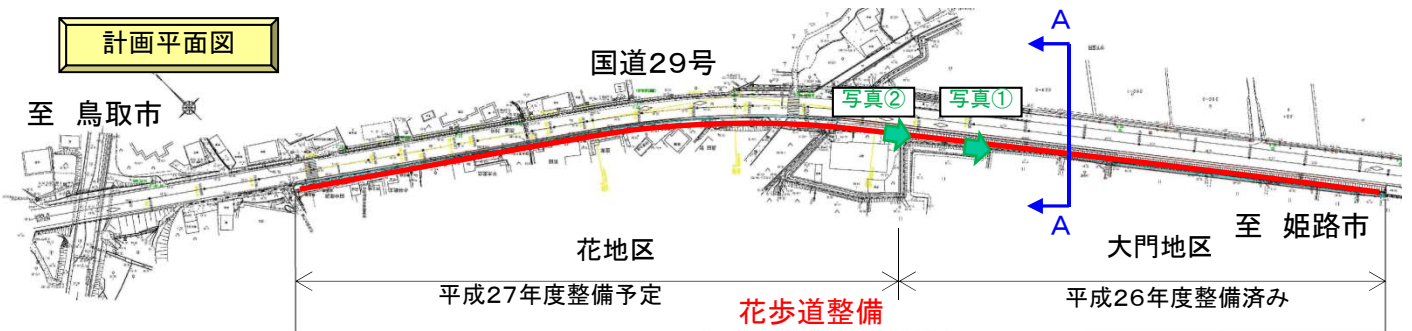 計画平面図
国道29号
至 鳥取市
写真②
写真①
A
A
至 姫路市
花地区
大門地区
平成27年度整備予定
平成26年度整備済み
花歩道整備